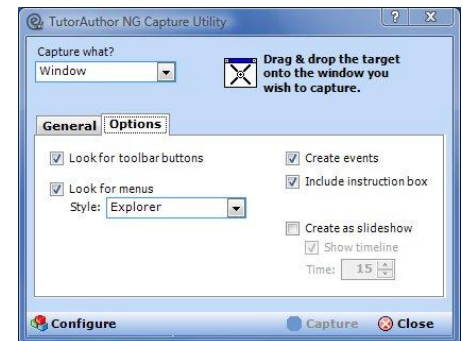 TutorAuthor NG Capture Utility
Capture what?
Window
Drag & drop the target
onto the window you
wish to capture.
General Options
Look for toolbar buttons
Create events
Look for menus
Include instruction box
Style: Explorer
Create as slideshow
Show timeline
Time: 15
Configure Capture Close